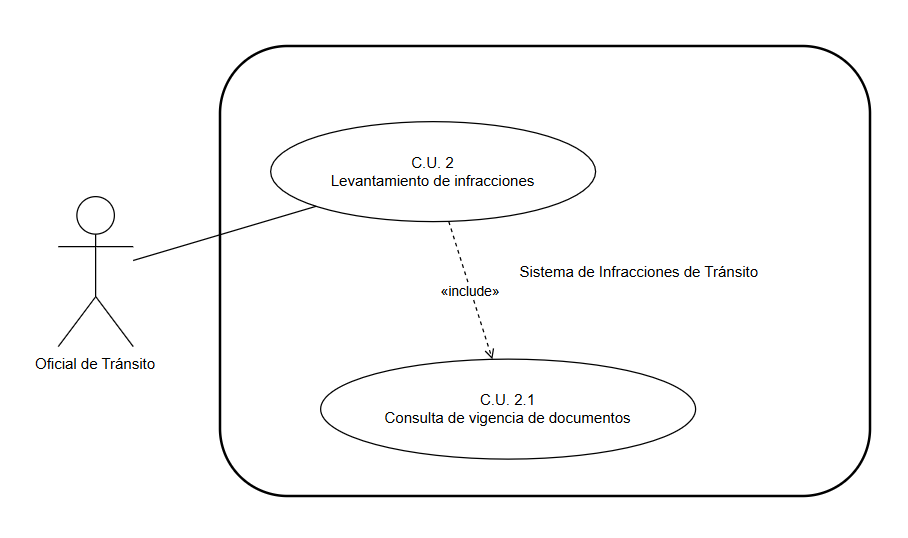 C.U. 2
Levantamiento de infracciones
Sistema de Infracciones de Tránsito
«include»
Oficial de Tránsito
C.U. 2.1
Consulta de vigencia de documentos